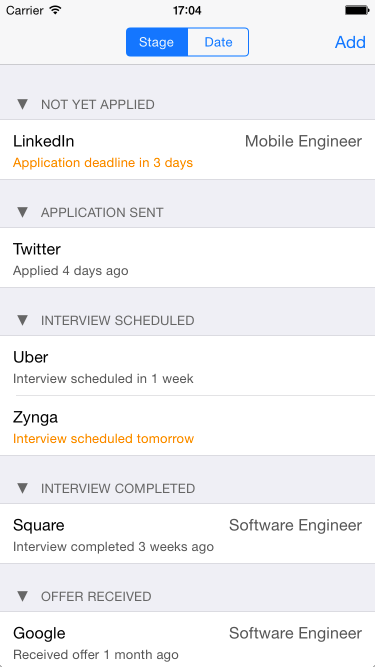 Carrier 17:04
Stage Date Add
▼ NOT YET APPLIED
LinkedIn Mobile Engineer
Application deadline in 3 days
▼ APPLICATION SENT
Twitter
Applied 4 days ago
▼ INTERVIEW SCHEDULED
Uber
Interview scheduled in 1 week
Zynga
Interview scheduled tomorrow
▼ INTERVIEW COMPLETED
Square Software Engineer
Interview completed 3 weeks ago
▼ OFFER RECEIVED
Google Software Engineer
Received offer 1 month ago